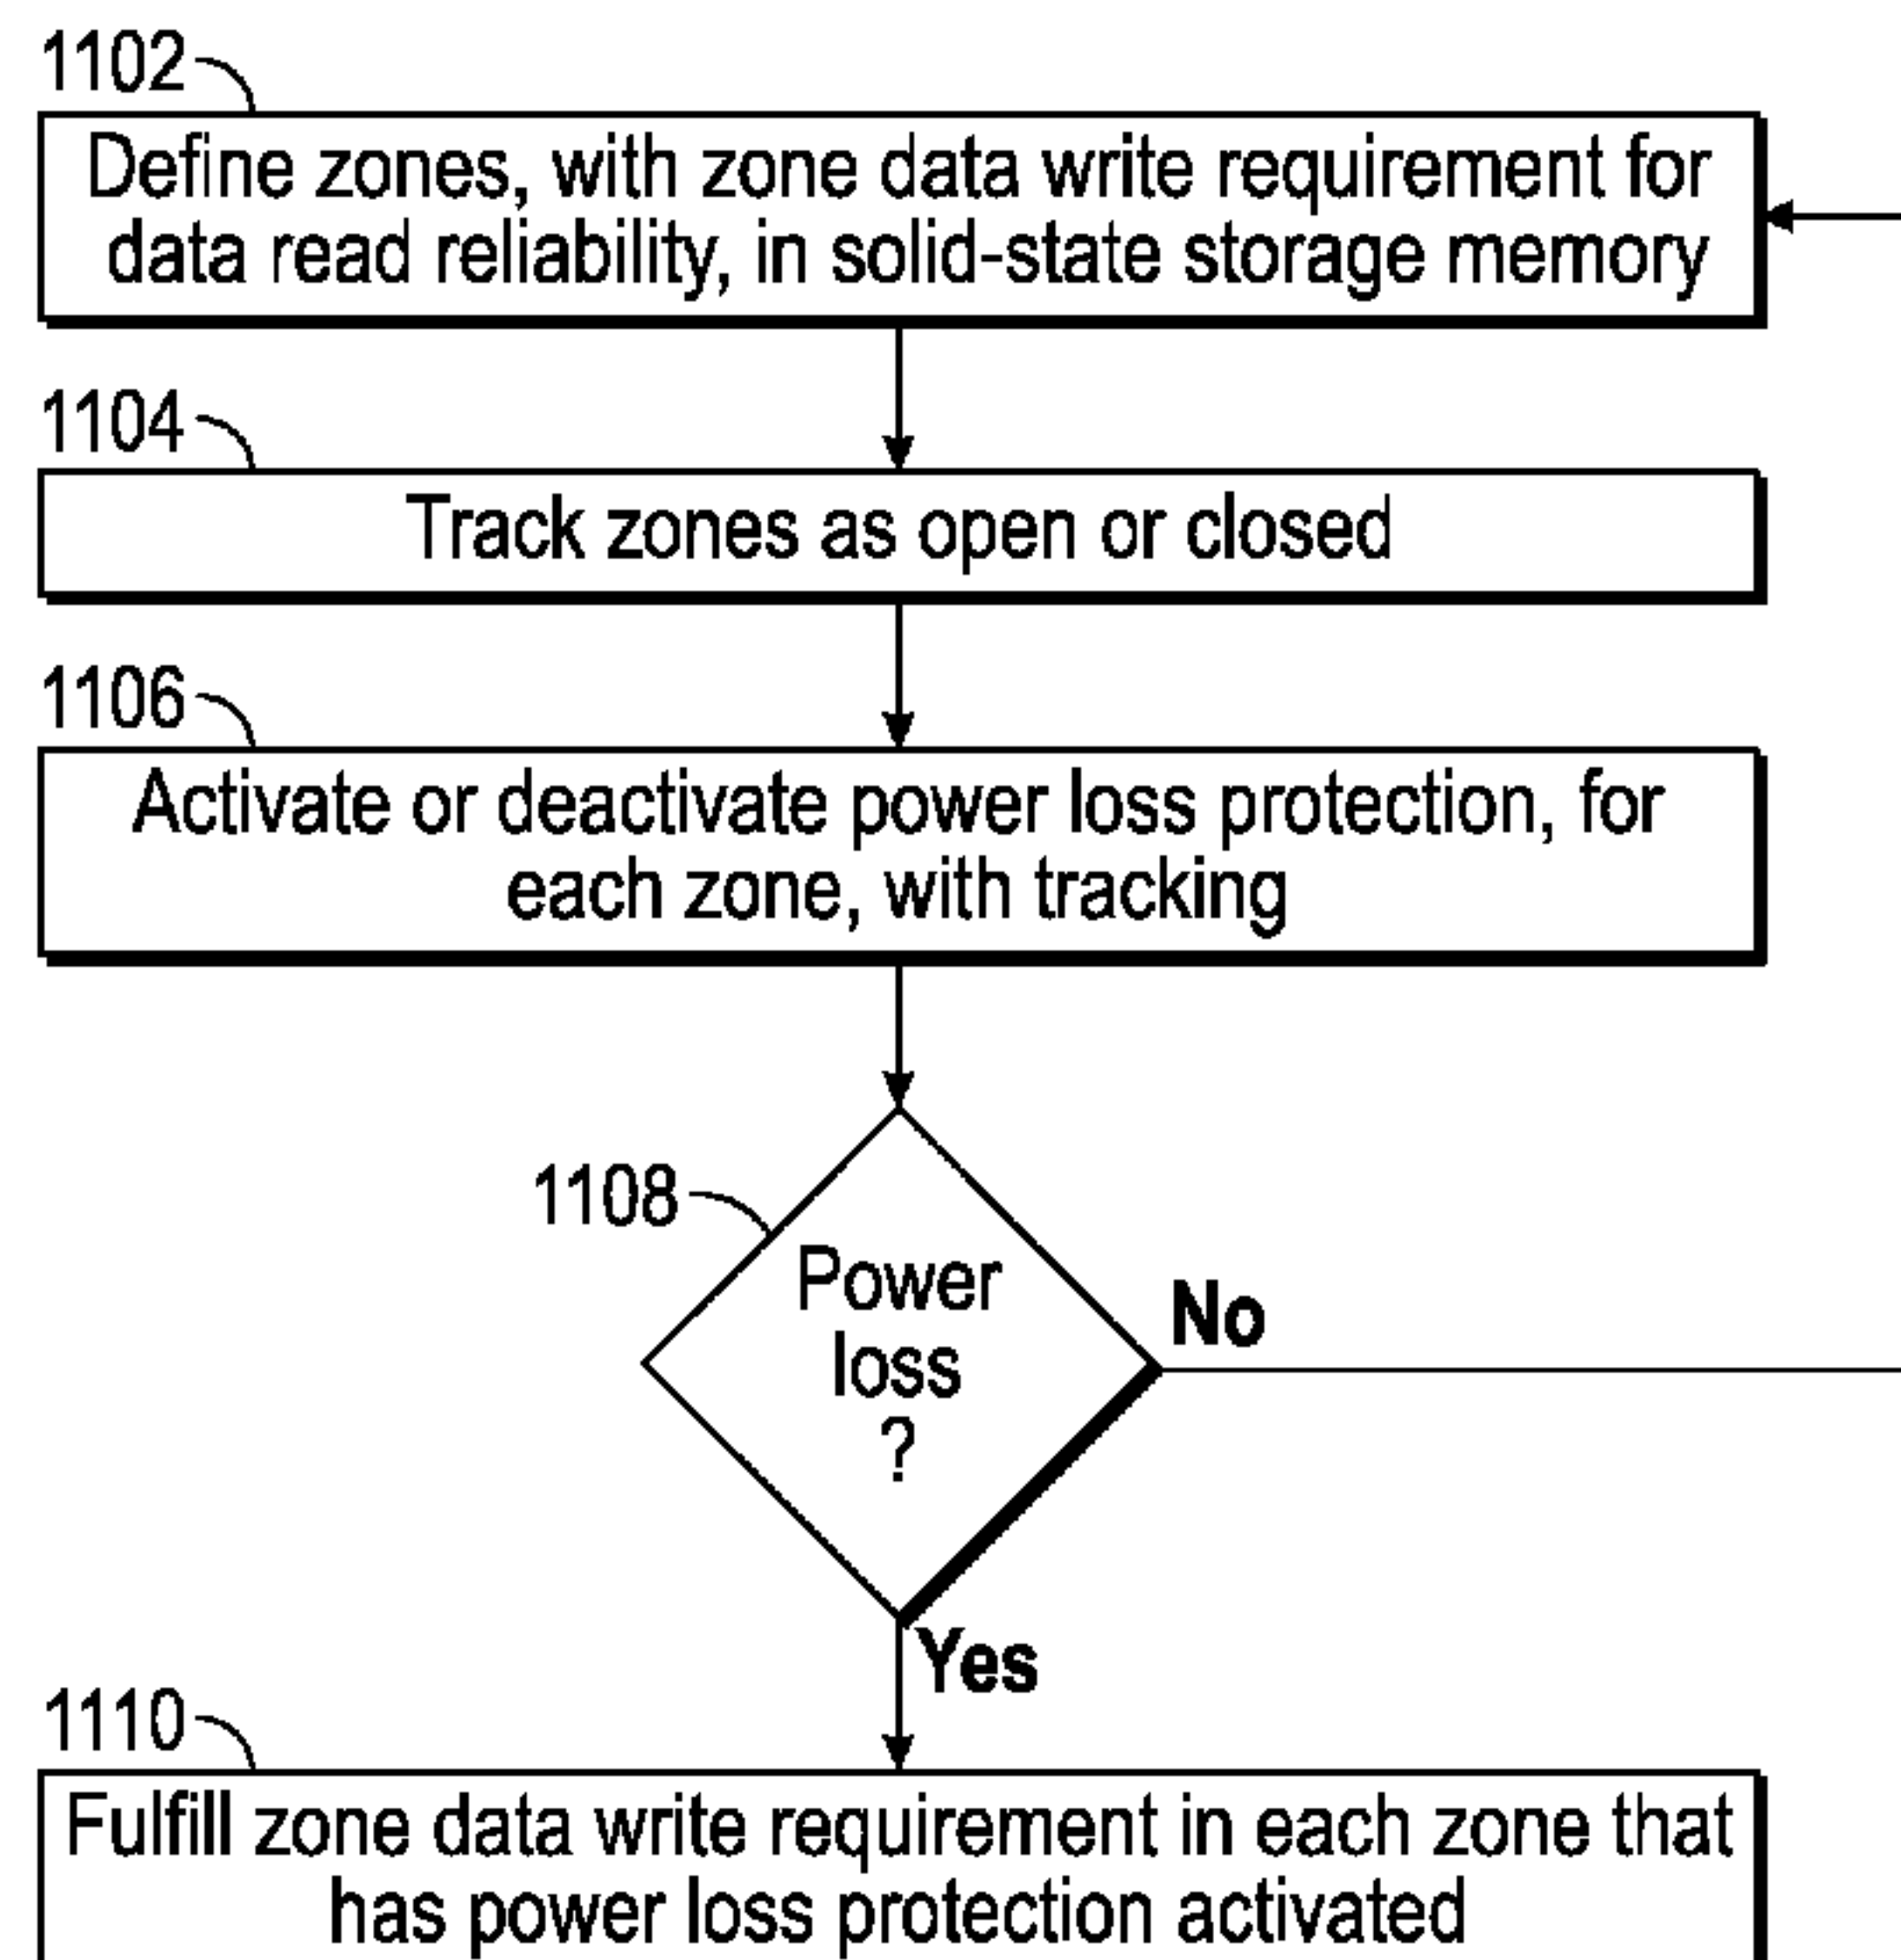 1102
Define zones, with zone data write requirement for
data read reliability, in solid-state storage memory
1104
Track zones as open or closed
1106
Activate or deactivate power loss protection, for
each zone, with tracking
1108
Power
loss
?
No
Yes
1110
Fulfill zone data write requirement in each zone that
has power loss protection activated